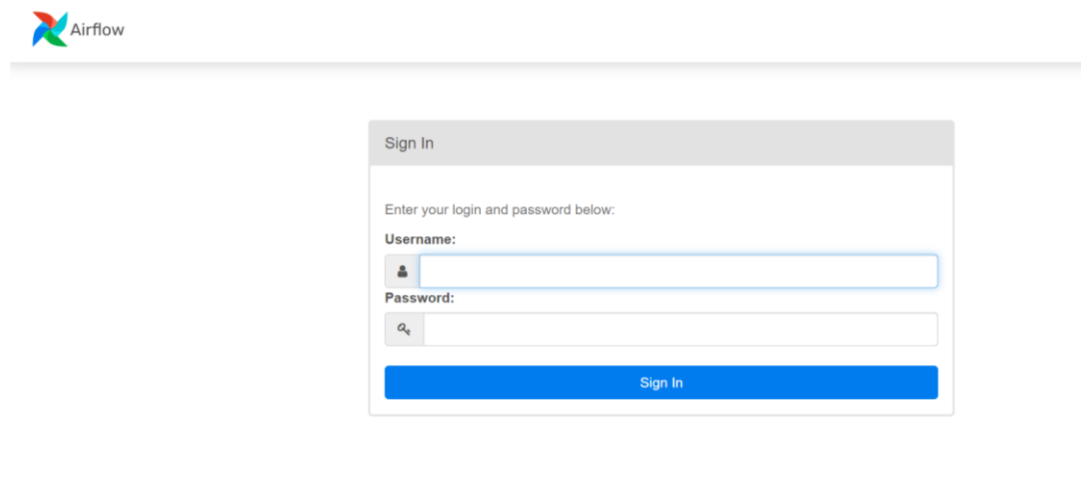 Airflow
Sign In
Enter your login and password below:
Username:
Password:
Sign In